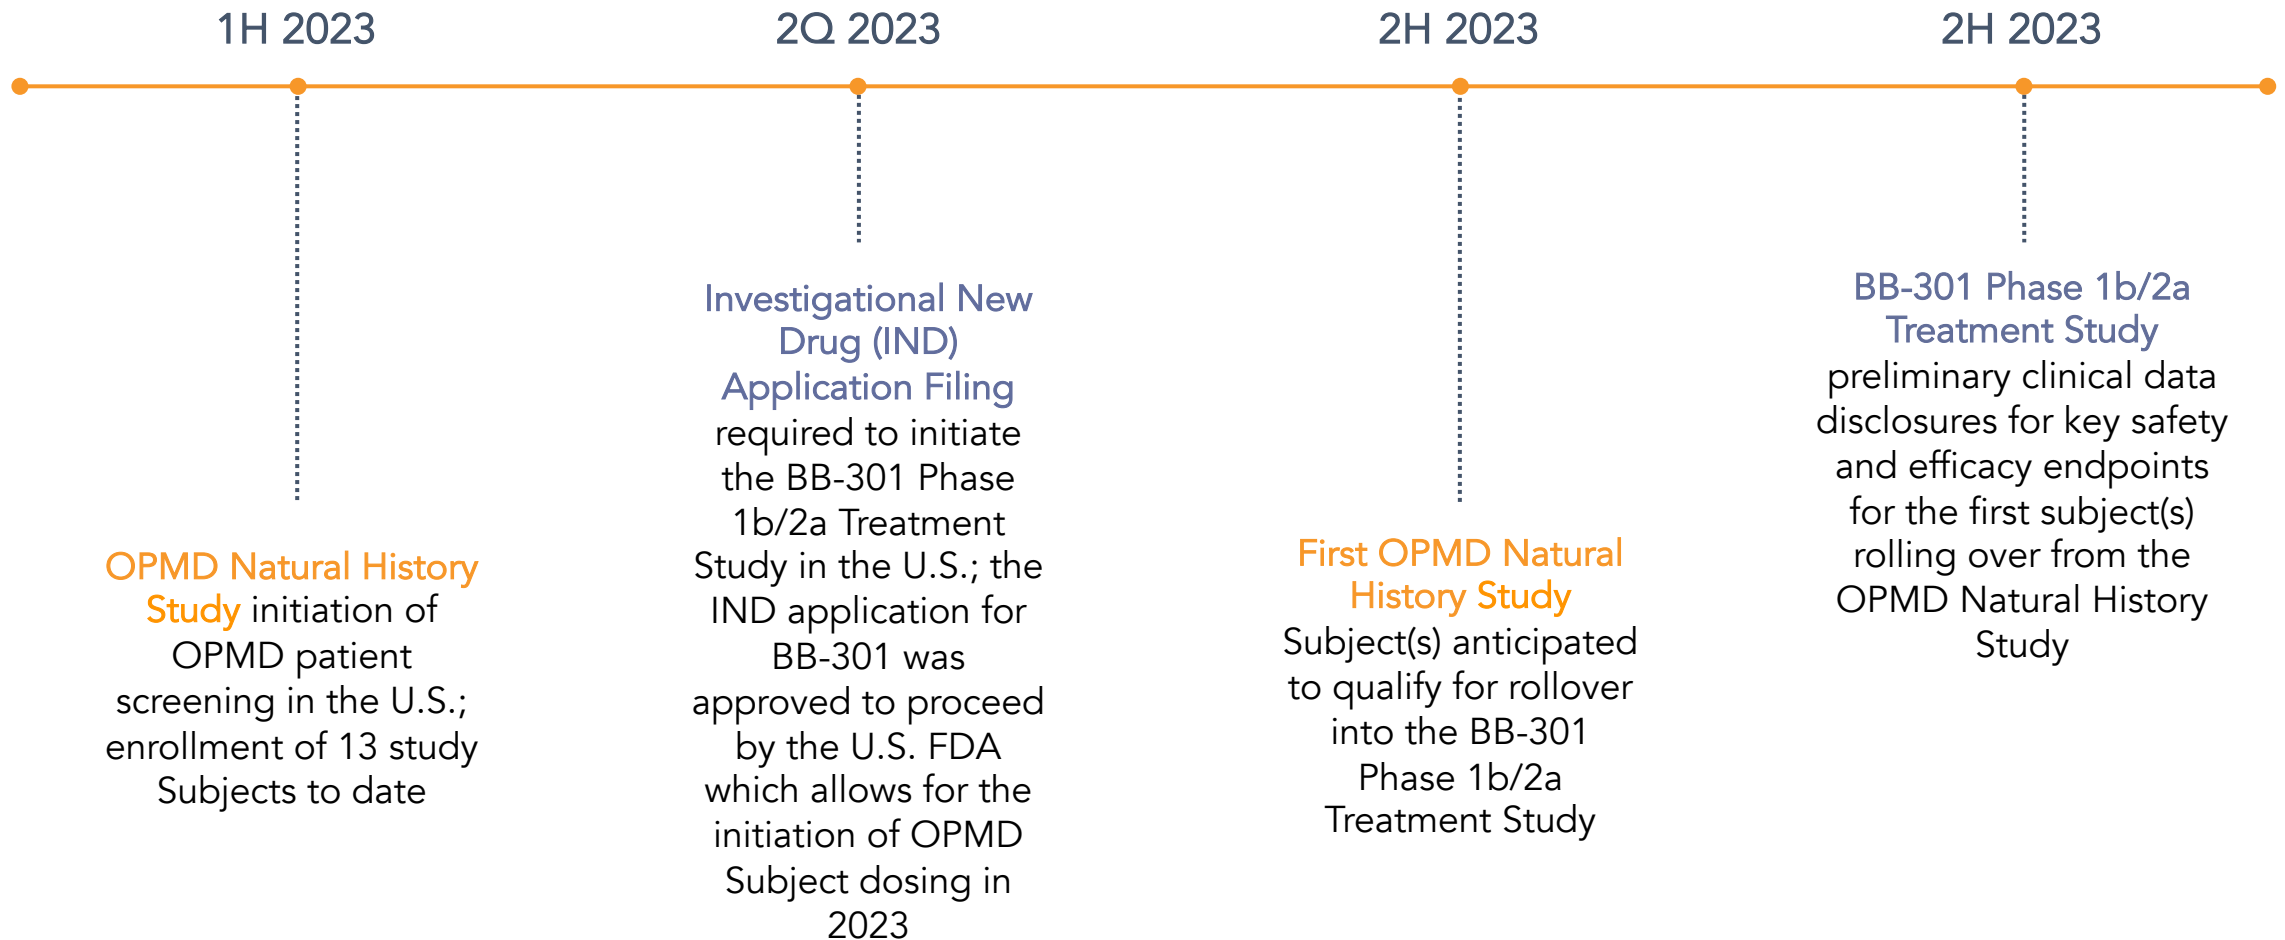 1H 2023
2Q 2023
2H 2023
2H 2023
OPMD Natural History
Study initiation of
OPMD patient
screening in the U.S.;
enrollment of 13 study
Subjects to date
Investigational New
Drug (IND)
Application Filing
required to initiate
the BB-301 Phase
1b/2a Treatment
Study in the U.S.; the
IND application for
BB-301 was
approved to proceed
by the U.S. FDA
which allows for the
initiation of OPMD
Subject dosing in
2023
First OPMD Natural
History Study
Subject(s) anticipated
to qualify for rollover
into the BB-301
Phase 1b/2a
Treatment Study
BB-301 Phase 1b/2a
Treatment Study
preliminary clinical data
disclosures for key safety
and efficacy endpoints
for the first subject(s)
rolling over from the
OPMD Natural History
Study